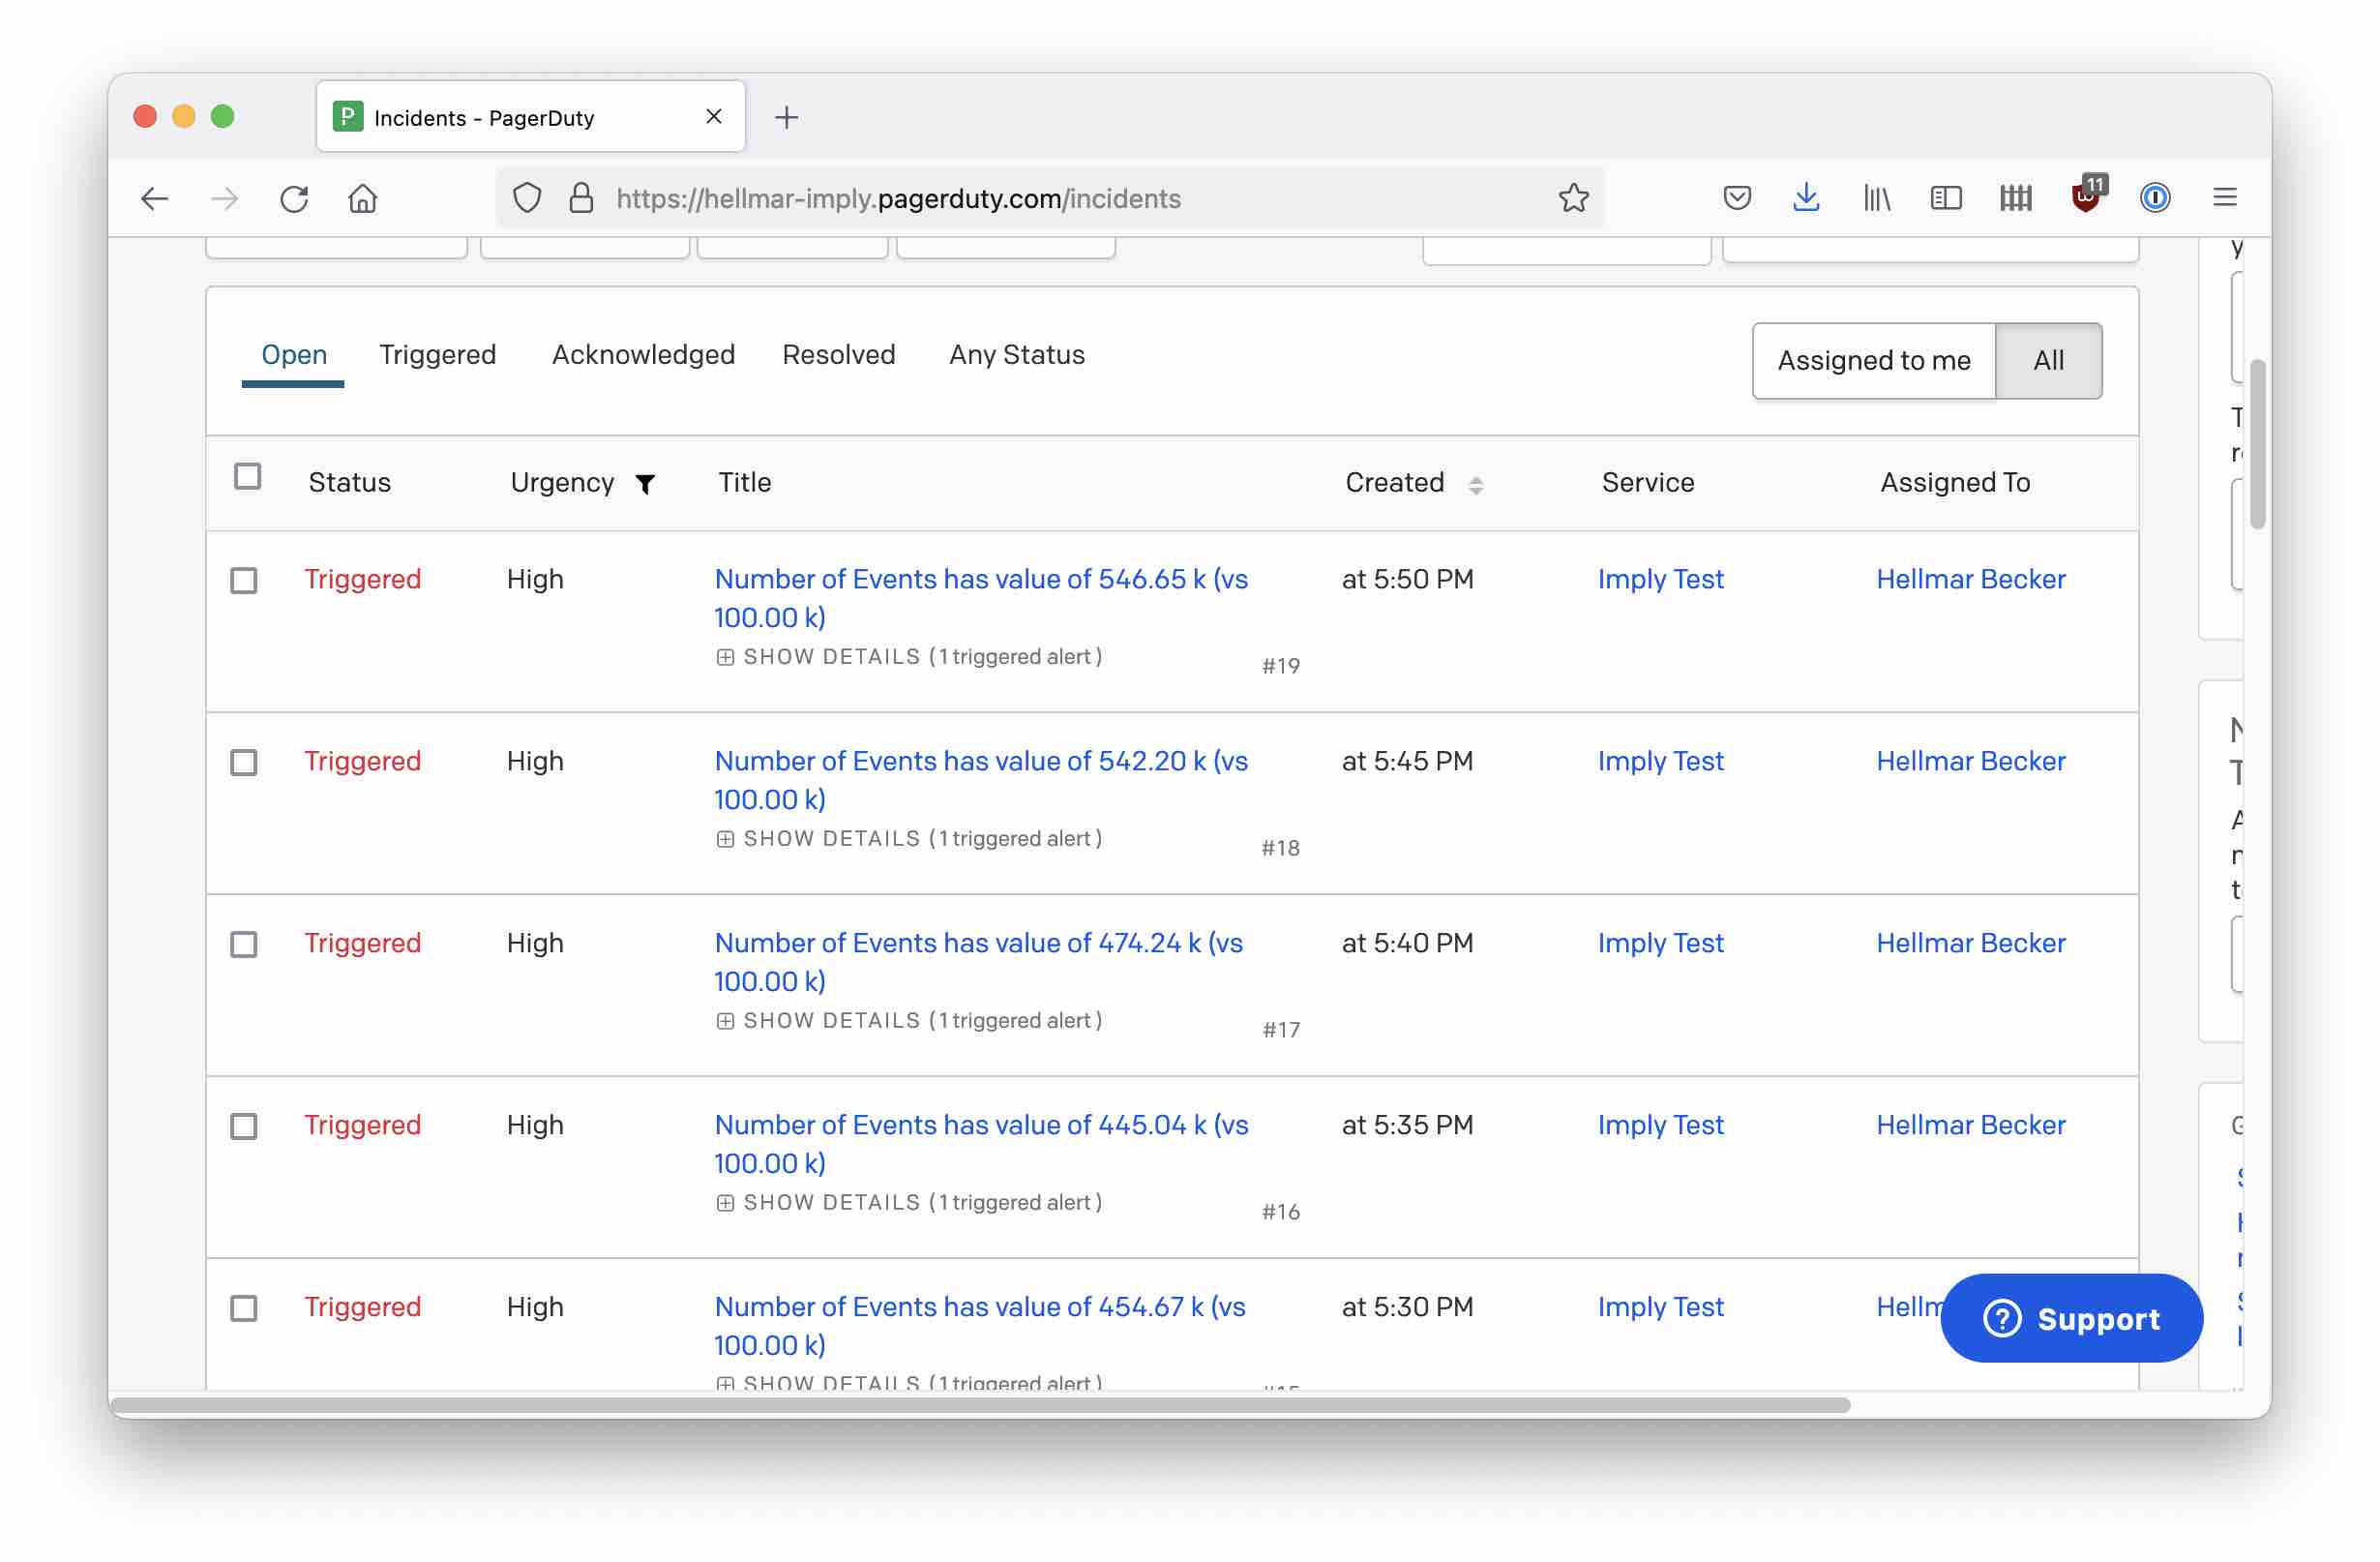 Incidents - PagerDuty
https://hellmar-imply.pagerduty.com/incidents
11
Open Triggered Acknowledged Resolved Any Status
Assigned to me All
Status Urgency Title Created Service Assigned To
Triggered High Number of Events has value of 546.65 k (vs at 5:50 PM Imply Test Hellmar Becker
100.00 k)
SHOW DETAILS (1 triggered alert)
#19
Triggered High Number of Events has value of 542.20 k (vs at 5:45 PM Imply Test Hellmar Becker
100.00 k)
SHOW DETAILS (1 triggered alert)
#18
Triggered High Number of Events has value of 474.24 k (vs at 5:40 PM Imply Test Hellmar Becker
100.00 k)
SHOW DETAILS (1 triggered alert)
#17
Triggered High Number of Events has value of 445.04 k (vs at 5:35 PM Imply Test Hellmar Becker
100.00 k)
SHOW DETAILS (1 triggered alert)
#16
Triggered High Number of Events has value of 454.67 k (vs at 5:30 PM Imply Test
100.00 k)
SHOW DETAILS (1 triggered alert)
Support